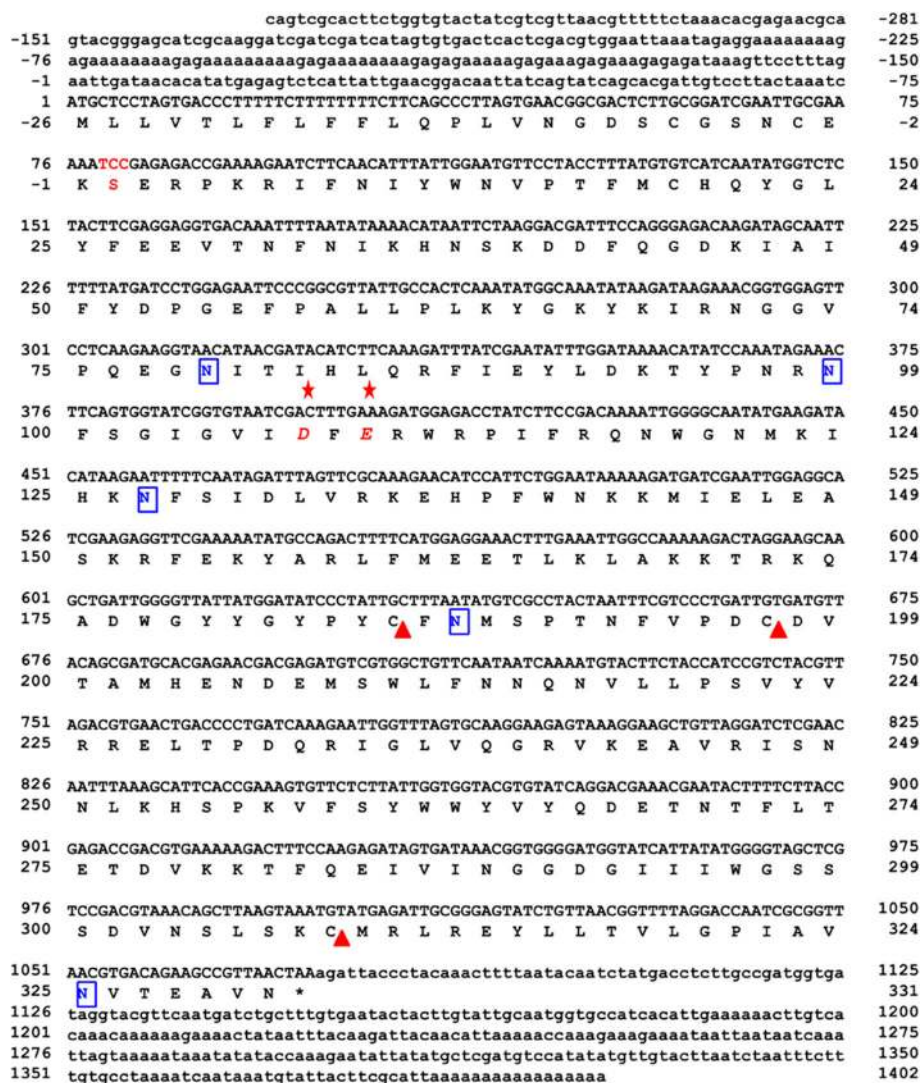 cagtcgcacttctggtgtactatcgtcgttaacgtttttctaaacacgagaacgca -281
-151 gtacgggagcatcgcaaggatcgatcgatcatagtgtgactcactcgacgtggaattaaatagaggaaaaaaaag -225
-76 agaaaaaaaagagaaaaaaaaagagaaaaaaaaagagagaaaaagagaaagagaaagagagataaagttcctttag -150
-1 aattgataacacatatgagagtctcattattgaacggacaattatcagtatcagcacgattgtccttactaaatc -75
1 ATGCTCCTAGTGACCCTTTTTCTTTTTTTTCTTCAGCCCTTAGTGAACGGCGACTCTTGCGGATCGAATTGCGAA 75
-26 M L L V T L F L F F L Q P L V N G D S C G S N C E -2
76 AAATCCGAGAGACCGAAAAGAATCTTCAACATTTATTGGAATGTTCCTACCTTTATGTGTCATCAATATGGTCTC 150
-1 K S E R P K R I F N I Y W N V P T F M C H Q Y G L 24
151 TACTTCGAGGAGGTGACAAATTTTAATATAAAACATAATTCTAAGGACGATTTCCAGGGAGACAAGATAGCAATT 225
25 Y F E E V T N F N I K H N S K D D F Q G D K I A I 49
226 TTTTATGATCCTGGAGAATTCCCGGCGTTATTGCCACTCAAATATGGCAAATATAAGATAAGAAACGGTGGAGTT 300
50 F Y D P G E F P A L L P L K Y G K Y K I R N G G V 74
301 CCTCAAGAAGGTAACATAACGATACATCTTCAAAGATTTATCGAATATTTGGATAAAACATATCCAAATAGAAAC 375
75 P Q E G N I T I H L Q R F I E Y L D K T Y P N R N 99
376 TTCAGTGGTATCGGTGTAATCGACTTTGAAAGATGGAGACCTATCTTCCGACAAAATTGGGGCAATATGAAGATA 450
100 F S G I G V I D F E R W R P I F R Q N W G N M K I 124
451 CATAAGAATTTTTCAATAGATTTAGTTCGCAAAGAACATCCATTCTGGAATAAAAAGATGATCGAATTGGAGGCA 525
125 H K N F S I D L V R K E H P F W N K K M I E L E A 149
526 TCGAAGAGGTTCGAAAAATATGCCAGACTTTTCATGGAGGAAACTTTGAAATTGGCCAAAAAGACTAGGAAGCAA 600
150 S K R F E K Y A R L F M E E T L K L A K K T R K Q 174
601 GCTGATTGGGGTTATTATGGATATCCCTATTGCTTTAATATGTCGCCTACTAATTTCGTCCCTGATTGTGATGTT 675
175 A D W G Y Y G Y P Y C F N M S P T N F V P D C D V 199
676 ACAGCGATGCACGAGAACGACGAGATGTCGTGGCTGTTCAATAATCAAAATGTACTTCTACCATCCGTCTACGTT 750
200 T A M H E N D E M S W L F N N Q N V L L P S V Y V 224
751 AGACGTGAACTGACCCCTGATCAAAGAATTGGTTTAGTGCAAGGAAGAGTAAAGGAAGCTGTTAGGATCTCGAAC 825
225 R R E L T P D Q R I G L V Q G R V K E A V R I S N 249
826 AATTTAAAGCATTCACCGAAAGTGTTCTCTTATTGGTGGTACGTGTATCAGGACGAAACGAATACTTTTCTTACC 900
250 N L K H S P K V F S Y W W Y V Y Q D E T N T F L T 274
901 GAGACCGACGTGAAAAAGACTTTCCAAGAGATAGTGATAAACGGTGGGGATGGTATCATTATATGGGGTAGCTCG 975
275 E T D V K K T F Q E I V I N G G D G I I I W G S S 299
976 TCCGACGTAAACAGCTTAAGTAAATGTATGAGATTGCGGGAGTATCTGTTAACGGTTTTAGGACCAATCGCGGTT 1050
300 S D V N S L S K C M R L R E Y L L T V L G P I A V 324
1051 AACGTGACAGAAGCCGTTAACTAAagattaccctacaaacttttaatacaatctatgacctcttgccgatggtga 1125
325 N V T E A V N * 331
1126 taggtacgttcaatgatctgctttgtgaatactacttgtattgcaatggtgccatcacattgaaaaaacttgtca 1200
1201 caaacaaaaaagaaaactataatttacaagattacaacattaaaaccaaagaaagaaaataattaataatcaaa 1275
1276 ttagtaaaaataaatatataccaaagaatattatatgctcgatgtccatatatgttgtacttaatctaatttctt 1350
1351 tgtgcctaaaatcaataaatgtattacttcgcattaaaaaaaaaaaaaaaa 1402